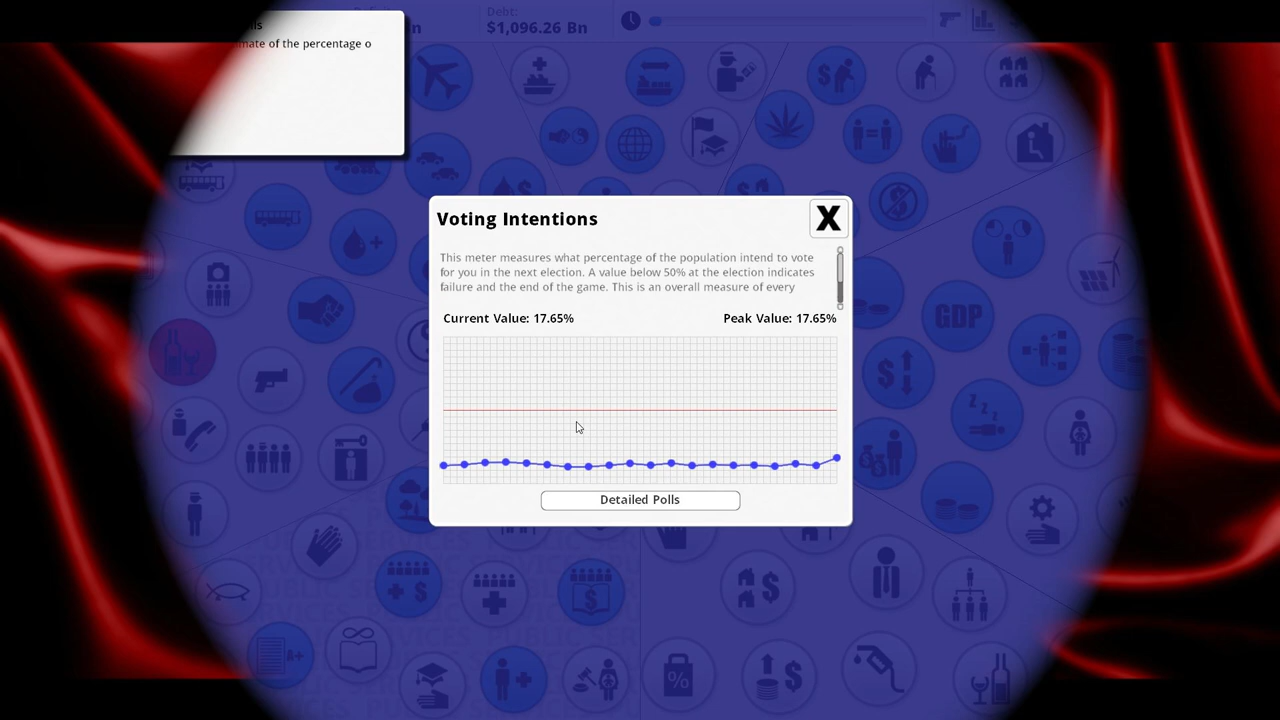 Debt:
n
$1,096.26 Bn
ls
mate of the percentage o
Voting Intentions
X
This meter measures what percentage of the population intend to vote
for you in the next election. A value below 50% at the election indicates
failure and the end of the game. This is an overall measure of every
Current Value: 17.65%
Peak Value: 17.65%
Detailed Polls
GDP
A+